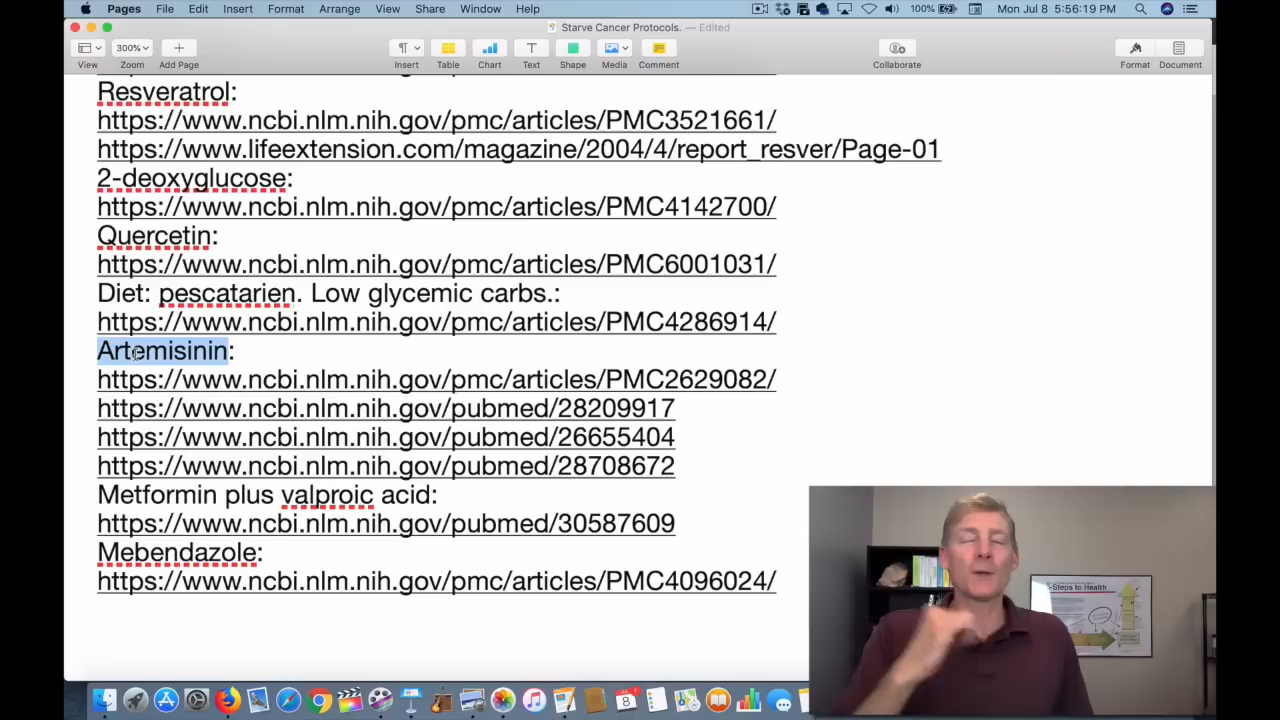 Pages File Edit Insert Format Arrange View Share Window Help 100% Mon Jul 8 5:56:19 PM
Starve Cancer Protocols. — Edited
300%
View Zoom Add Page Insert Table Chart Text Shape Media Comment Collaborate Format Document
Resveratrol:
https://www.ncbi.nlm.nih.gov/pmc/articles/PMC3521661/
https://www.lifeextension.com/magazine/2004/4/report_resver/Page-01
2-deoxyglucose:
https://www.ncbi.nlm.nih.gov/pmc/articles/PMC4142700/
Quercetin:
https://www.ncbi.nlm.nih.gov/pmc/articles/PMC6001031/
Diet: pescatarien. Low glycemic carbs.:
https://www.ncbi.nlm.nih.gov/pmc/articles/PMC4286914/
Artemisinin:
https://www.ncbi.nlm.nih.gov/pmc/articles/PMC2629082/
https://www.ncbi.nlm.nih.gov/pubmed/28209917
https://www.ncbi.nlm.nih.gov/pubmed/26655404
https://www.ncbi.nlm.nih.gov/pubmed/28708672
Metformin plus valproic acid:
https://www.ncbi.nlm.nih.gov/pubmed/30587609
Mebendazole:
https://www.ncbi.nlm.nih.gov/pmc/articles/PMC4096024/
-Steps to Health
8